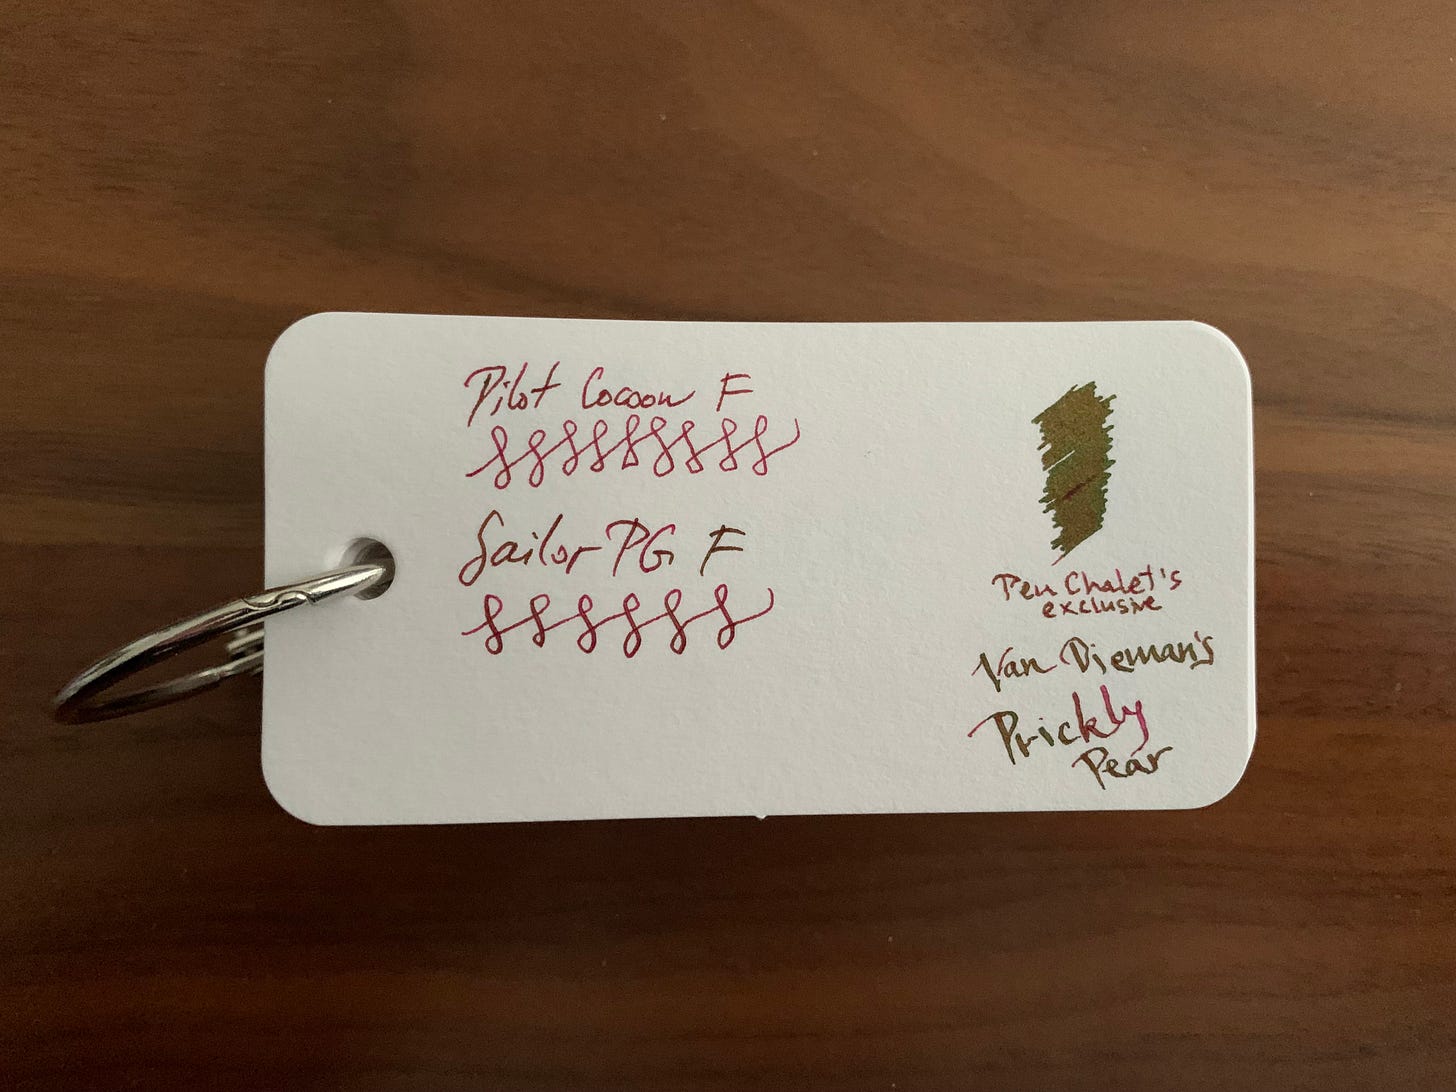 Pilot Cocoon F
Sailor PG F
Pen Chalet's
exclusive
Van Dieman's
Prickly
Pear